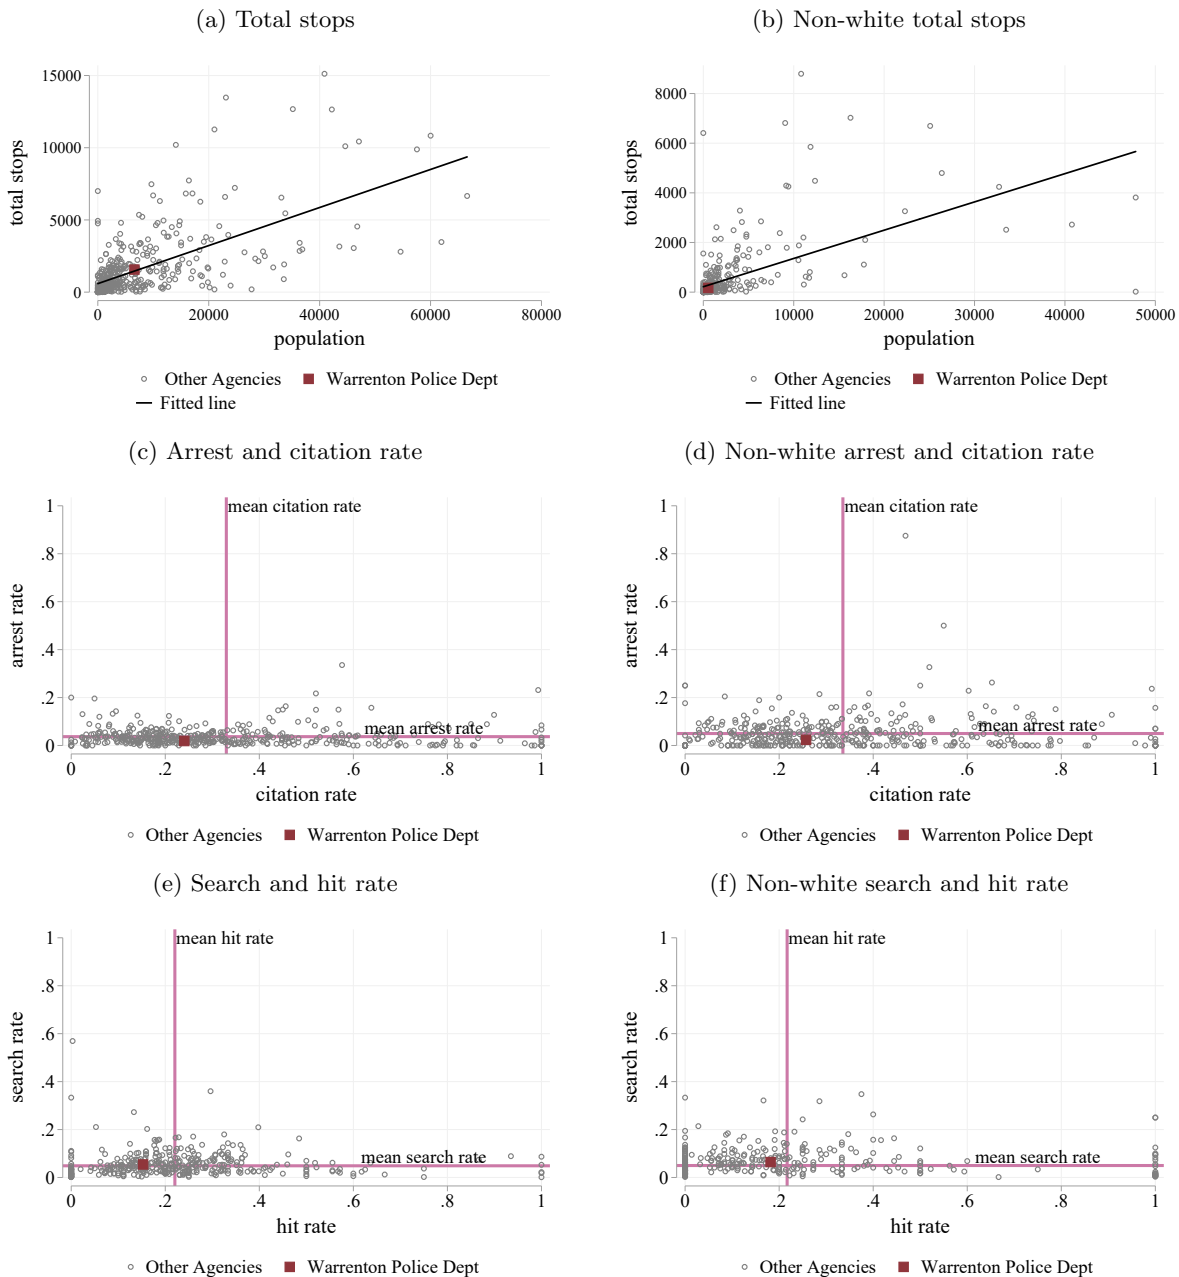 (a) Total stops
(b) Non-white total stops
15000
10000
5000
0
total stops
0 20000 40000 60000 80000
population
Other Agencies Warrenton Police Dept
Fitted line
8000
6000
4000
2000
0
total stops
0 10000 20000 30000 40000 50000
population
Other Agencies Warrenton Police Dept
Fitted line
(c) Arrest and citation rate
(d) Non-white arrest and citation rate
1
.8
.6
.4
.2
0
arrest rate
mean citation rate
mean arrest rate
0 .2 .4 .6 .8 1
citation rate
Other Agencies Warrenton Police Dept
1
.8
.6
.4
.2
0
arrest rate
mean citation rate
mean arrest rate
0 .2 .4 .6 .8 1
citation rate
Other Agencies Warrenton Police Dept
(e) Search and hit rate
(f) Non-white search and hit rate
1
.8
.6
.4
.2
0
search rate
mean hit rate
mean search rate
0 .2 .4 .6 .8 1
hit rate
Other Agencies Warrenton Police Dept
1
.8
.6
.4
.2
0
search rate
mean hit rate
mean search rate
0 .2 .4 .6 .8 1
hit rate
Other Agencies Warrenton Police Dept